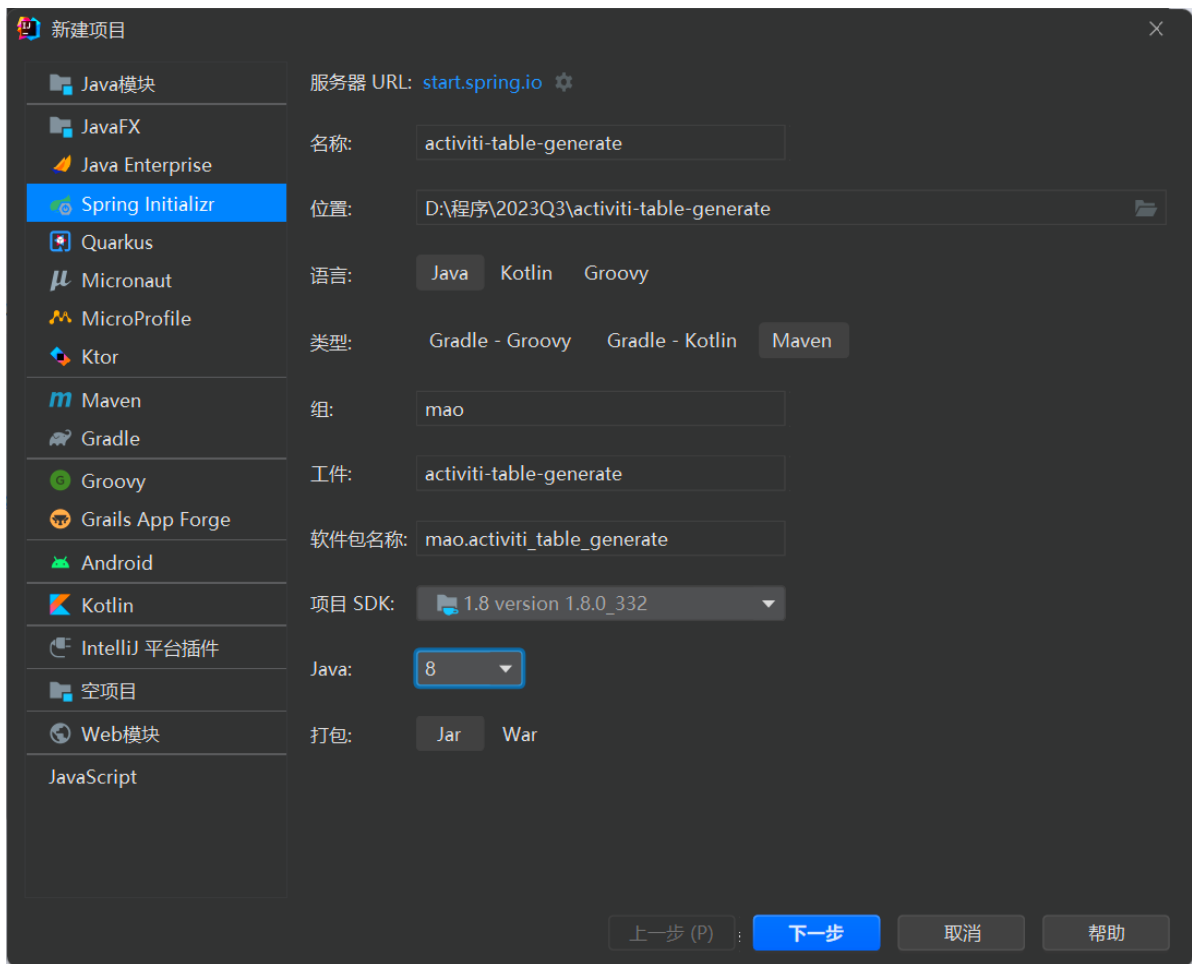 新建项目
Java模块
JavaFX
Java Enterprise
Spring Initializr
Quarkus
Micronaut
MicroProfile
Ktor
Maven
Gradle
Groovy
Grails App Forge
Android
Kotlin
IntelliJ 平台插件
空项目
Web模块
JavaScript
服务器 URL: start.spring.io
名称: activiti-table-generate
位置: D:\程序\2023Q3\activiti-table-generate
语言: Java Kotlin Groovy
类型: Gradle - Groovy Gradle - Kotlin Maven
组: mao
工件: activiti-table-generate
软件包名称: mao.activiti_table_generate
项目 SDK: 1.8 version 1.8.0_332
Java: 8
打包: Jar War
上一步 (P) : 下一步 取消 帮助